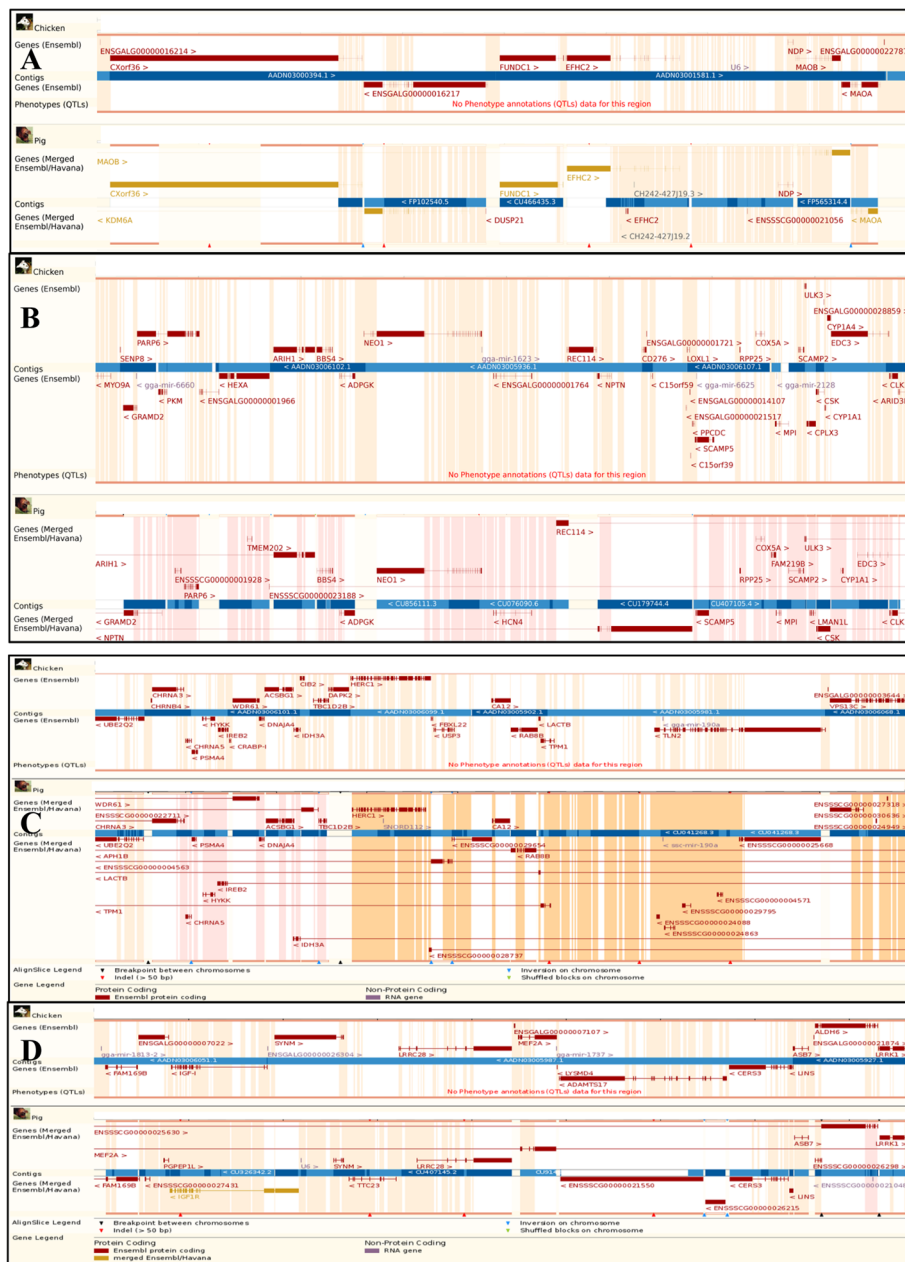 A
Chicken
Genes (Ensembl)
ENSGALG00000016214 >
NDP >
CXorf36 >
FUNDC1 >
EFHC2 >
U6 >
MAOB >
Contigs
AADN03000394.1 >
AADN03001581.1 >
Genes (Ensembl)
< ENSGALG00000016217
< MAOA
Phenotypes (QTLs)
No Phenotype annotations (QTLs) data for this region
Pig
Genes (Merged
Ensembl/Havana)
MAOB >
EFHC2 >
CXorf36 >
FUNDC1 >
CH242-427J19.3 >
NDP >
Contigs
< FP102540.5
< CU466435.3
< FP565314.4
Genes (Merged
Ensembl/Havana)
< KDM6A
< DUSP21
< EFHC2
< ENSSSCG00000021056
< MAOA
< CH242-427J19.2
B
Chicken
Genes (Ensembl)
ULK3 >
ENSGALG00000028859 >
CYP1A4 >
PARP6 >
NEO1 >
gga-mir-1623 >
ENSGALG00000001721 >
COX5A >
EDC3 >
SENP8 >
ARIH1 >
BBS4 >
REC114 >
CD276 >
LOXL1 >
RPP25 >
SCAMP2 >
Contigs
< AADN03006102.1 >
< AADN03005936.1 >
< AADN03006107.1 >
Genes (Ensembl)
< MYO9A
< gga-mir-6660
< HEXA
< ADPGK
< ENSGALG00000001764
< NPTN
< C15orf59
< gga-mir-6625
< gga-mir-2128
< CLK
< PKM
< ENSGALG00000001966
< ENSGALG00000014107
< CSK
< GRAMD2
< ENSGALG00000021517
< CYP1A1
< PPCDC
< MPI
< CPLX3
< SCAMP5
< C15orf39
Phenotypes (QTLs)
No Phenotype annotations (QTLs) data for this region
Pig
Genes (Merged
Ensembl/Havana)
REC114 >
TMEM202 >
COX5A >
ULK3 >
ARIH1 >
FAM219B >
EDC3 >
ENSSSCG00000001928 >
BBS4 >
NEO1 >
RPP25 >
SCAMP2 >
CYP1A1 >
PARP6 >
ENSSSCG00000023188 >
Contigs
< CU856111.3
< CU076090.6
< CU179744.4
< CU407105.4
Genes (Merged
Ensembl/Havana)
< GRAMD2
< ADPGK
< HCN4
< SCAMP5
< MPI
< LMAN1L
< CLK
< NPTN
< CSK
C
Chicken
Genes (Ensembl)
CIB2 >
HERC1 >
CHRNA3 >
ACSBG1 >
DAPK2 >
ENSGALG00000003644 >
CHRNB4 >
WDR61 >
TBC1D2B >
CA12 >
VPS13C >
Contigs
< AADN03006101.1 >
AADN03006099.1 >
< AADN03005902.1 >
AADN03005981.1 >
< AADN03006068.1
Genes (Ensembl)
< UBE2Q2
< HYKK
< DNAJA4
< FBXL22
< LACTB
< gga-mir-190a
< IREB2
< IDH3A
< USP3
< RAB8B
< TLN2
< CHRNA5
< CRABP-I
< TPM1
< PSMA4
Phenotypes (QTLs)
No Phenotype annotations (QTLs) data for this region
Pig
Genes (Merged
Ensembl/Havana)
WDR61 >
HERC1 >
ENSSSCG00000027318 >
ENSSSCG00000022711 >
ENSSSCG00000030636 >
CHRNA3 >
ACSBG1 >
TBC1D2B >
SNORD112 >
CA12 >
ENSSSCG00000024949 >
Contigs
< CU041268.3
< CU041268.3
Genes (Merged
Ensembl/Havana)
< UBE2Q2
< PSMA4
< DNAJA4
< ENSSSCG00000029654
< ssc-mir-190a
< ENSSSCG00000025668
< APH1B
< RAB8B
< ENSSSCG00000004563
< LACTB
< IREB2
< HYKK
< ENSSSCG00000004571
< TPM1
< ENSSSCG00000029795
< CHRNA5
< ENSSSCG00000024088
< ENSSSCG00000024863
< IDH3A
< ENSSSCG00000028737
AlignSlice Legend
Breakpoint between chromosomes
Inversion on chromosome
Indel (> 50 bp)
Shuffled blocks on chromosome
Gene Legend
Protein Coding
Non-Protein Coding
Ensembl protein coding
RNA gene
D
Chicken
Genes (Ensembl)
ENSGALG00000007107 >
ALDH6 >
ENSGALG00000007022 >
SYNM >
MEF2A >
ENSGALG00000021874 >
gga-mir-1813-2 >
ENSGALG00000026304 >
LRRC28 >
gga-mir-1737 >
ASB7 >
LRRK1 >
Contigs
< AADN03006051.1 >
AADN03005987.1 >
< AADN03005927.1
Genes (Ensembl)
< FAM169B
< IGF-I
< LYSMD4
< CERS3
< LINS
< ADAMTS17
Phenotypes (QTLs)
No Phenotype annotations (QTLs) data for this region
Pig
Genes (Merged
Ensembl/Havana)
ENSSSCG00000025630 >
MEF2A >
ASB7 >
LRRK1 >
PGPEP1L >
U6 >
SYNM >
LRRC28 >
ENSSSCG00000026298 >
Contigs
< CU326342.2
< CU407145.2
Genes (Merged
Ensembl/Havana)
< FAM169B
< ENSSSCG00000027431
< TTC23
< ENSSSCG00000021550
< CERS3
< IGF1R
< LINS
< ENSSSCG00000026215
AlignSlice Legend
Breakpoint between chromosomes
Inversion on chromosome
Indel (> 50 bp)
Shuffled blocks on chromosome
Gene Legend
Protein Coding
Non-Protein Coding
Ensembl protein coding
RNA gene
merged Ensembl/Havana